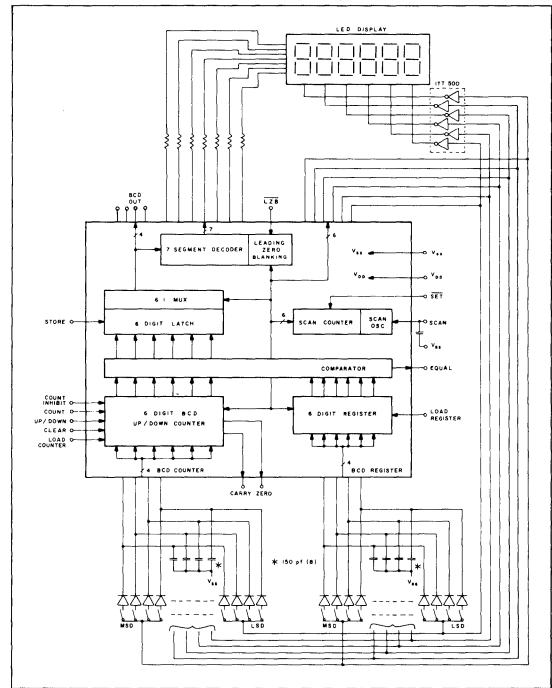 LED DISPLAY
ITT 500
BCD
OUT
LZB
4
7
6
7 SEGMENT DECODER
LEADING
ZERO
BLANKING
VSS
VSS
VDD
VDD
SET
6 1 MUX
6 DIGIT LATCH
STORE
6
SCAN COUNTER
SCAN
OSC
SCAN
VSS
COMPARATOR
EQUAL
COUNT
INHIBIT
COUNT
UP/DOWN
CLEAR
LOAD
COUNTER
6 DIGIT BCD
UP/DOWN COUNTER
6 DIGIT REGISTER
LOAD
REGISTER
4
BCD COUNTER
4
BCD REGISTER
CARRY ZERO
* 150 pf (8)
*
*
VSS
VSS
MSD
LSD
MSD
LSD